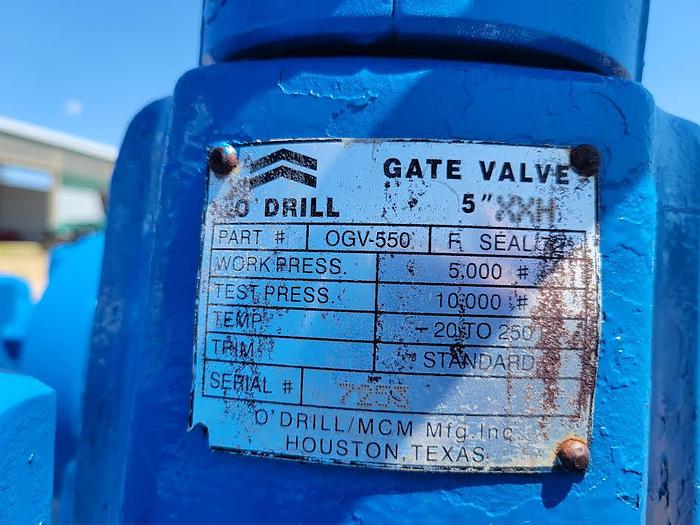 GATE VALVE
O'DRILL 5" XXH
PART # OGV-550 F. SEAL
WORK PRESS. 5,000 #
TEST PRESS. 10,000 #
TEMP -20 TO 250
TRIM STANDARD
SERIAL #
O'DRILL/MCM Mfg. Inc.
HOUSTON, TEXAS